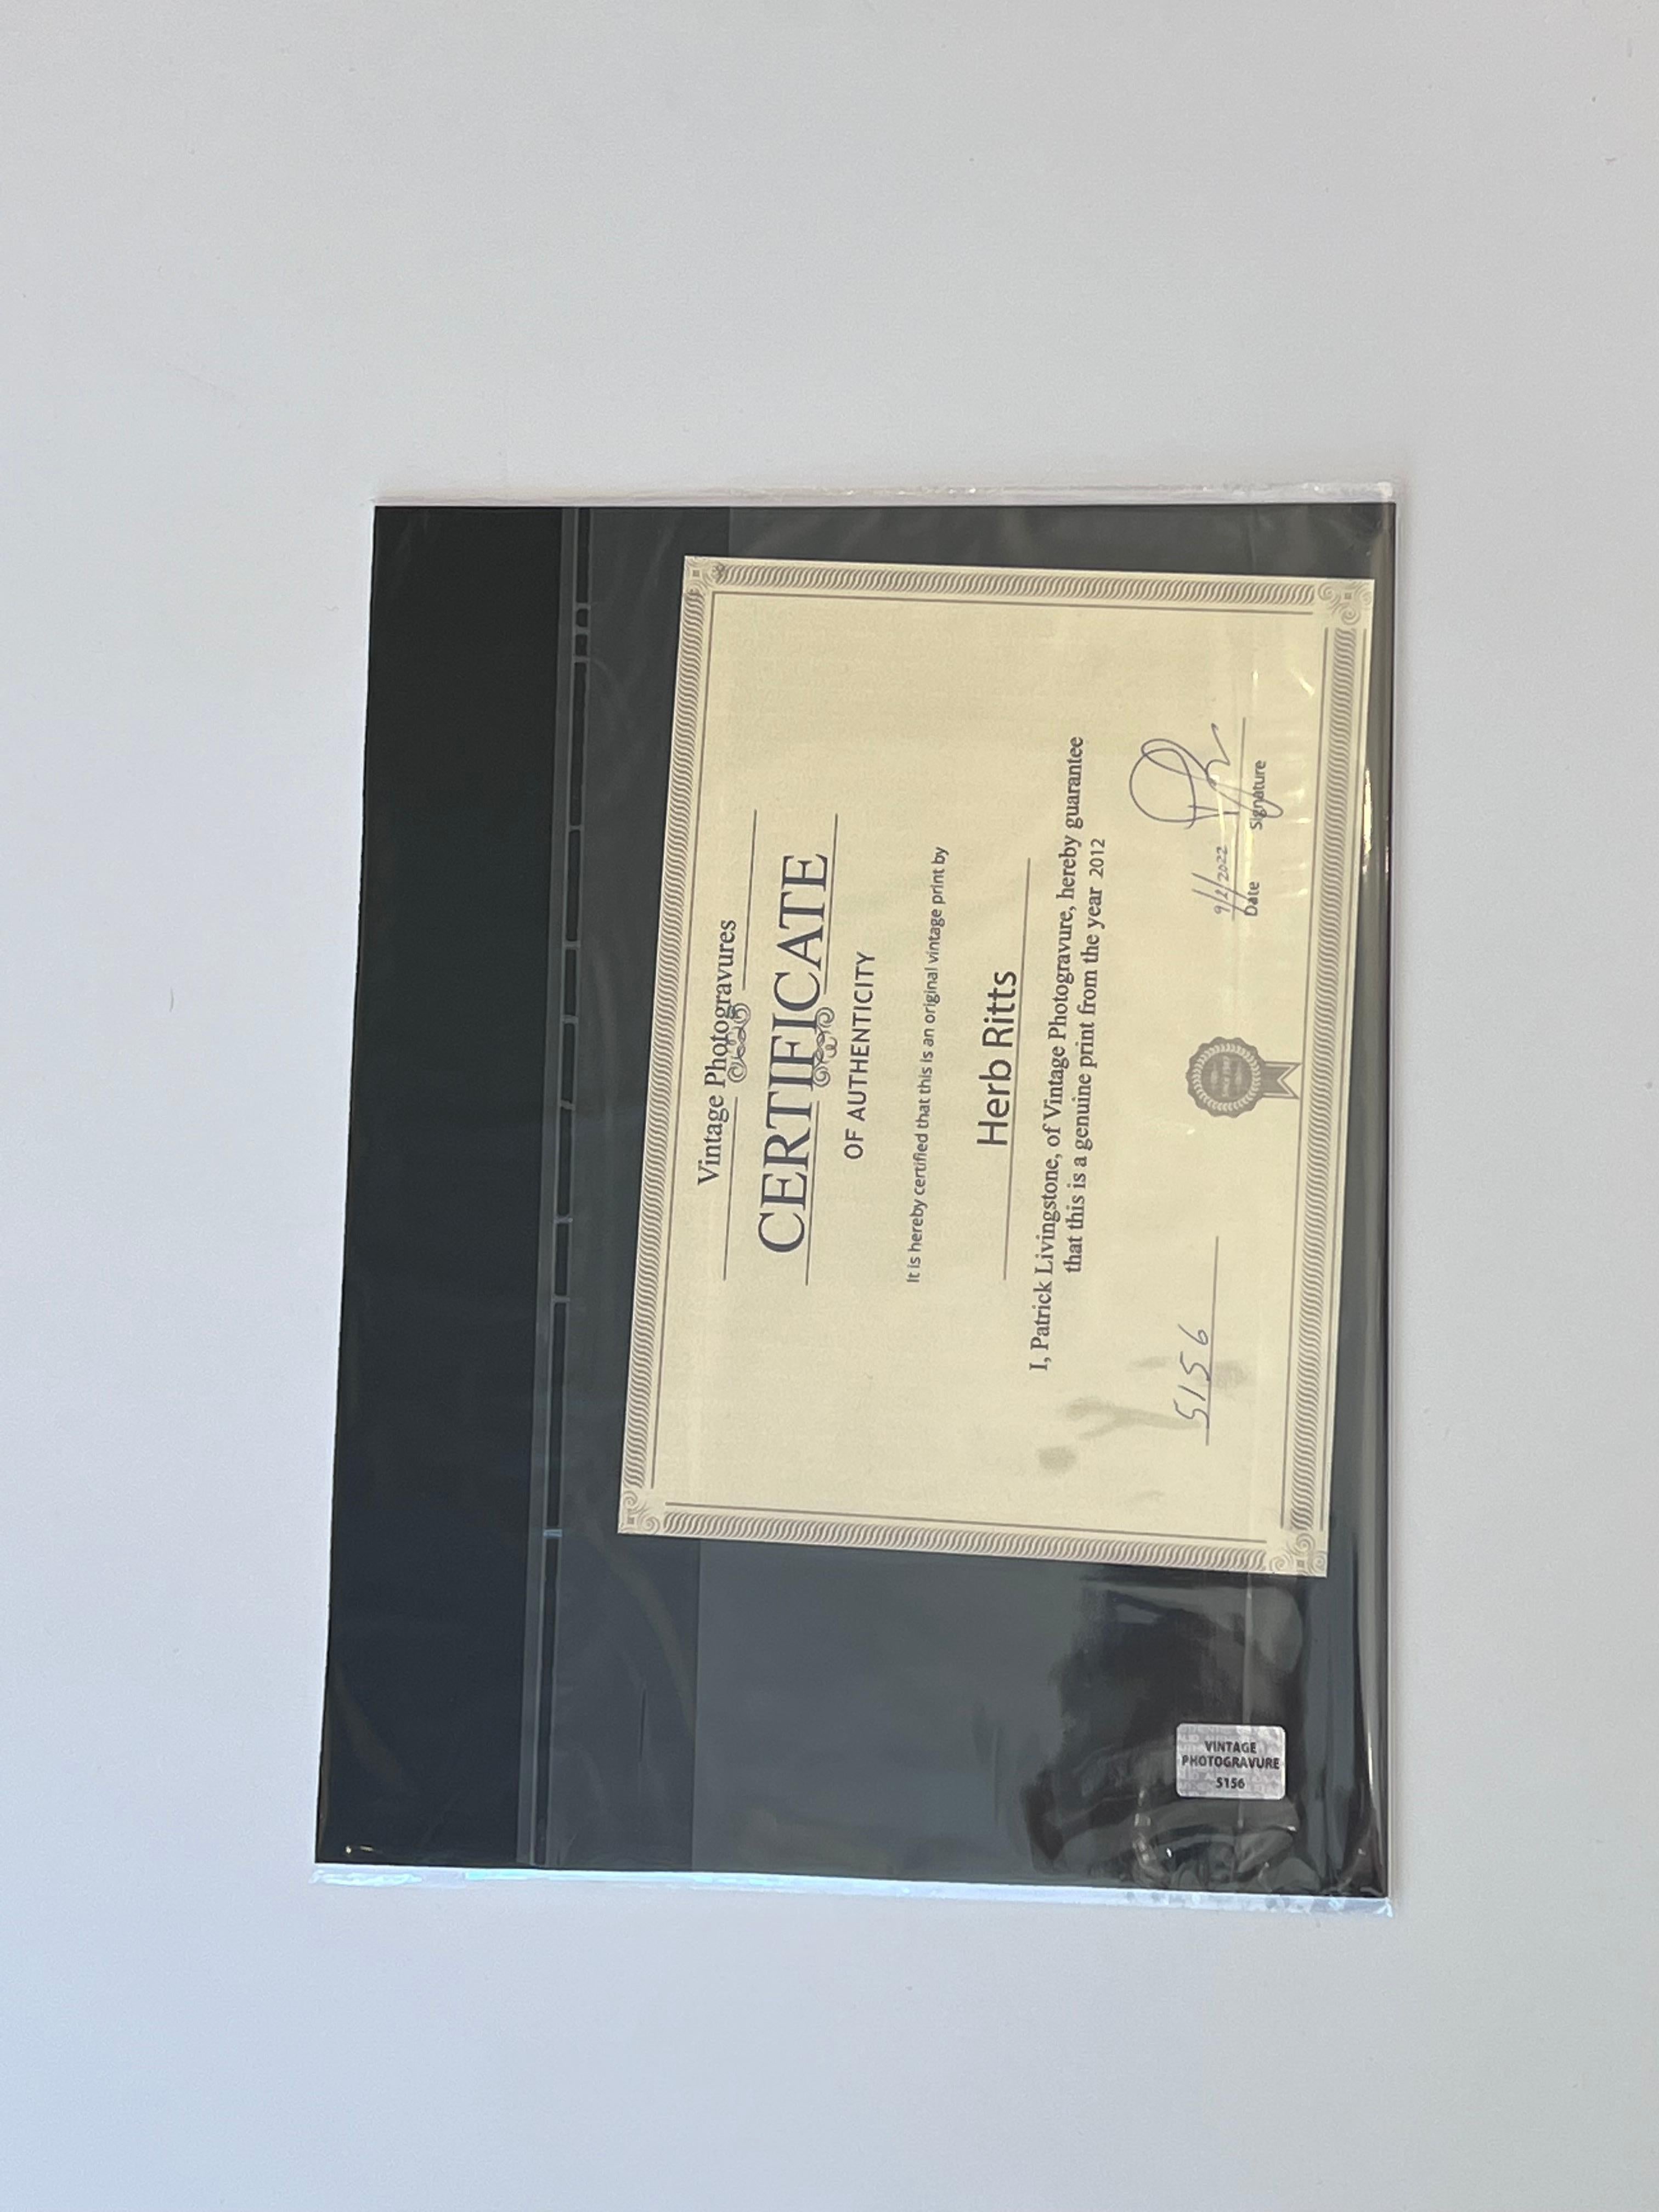 Vintage Photogravures
CERTIFICATE
OF AUTHENTICITY
It is hereby certified that this is an original vintage print by
Herb Ritts
I, Patrick Livingstone, of Vintage Photogravure, hereby guarantee
that this is a genuine print from the year 2012
5156
9/2/2022
Date
Signature
VINTAGE
PHOTOGRAVURE
5156